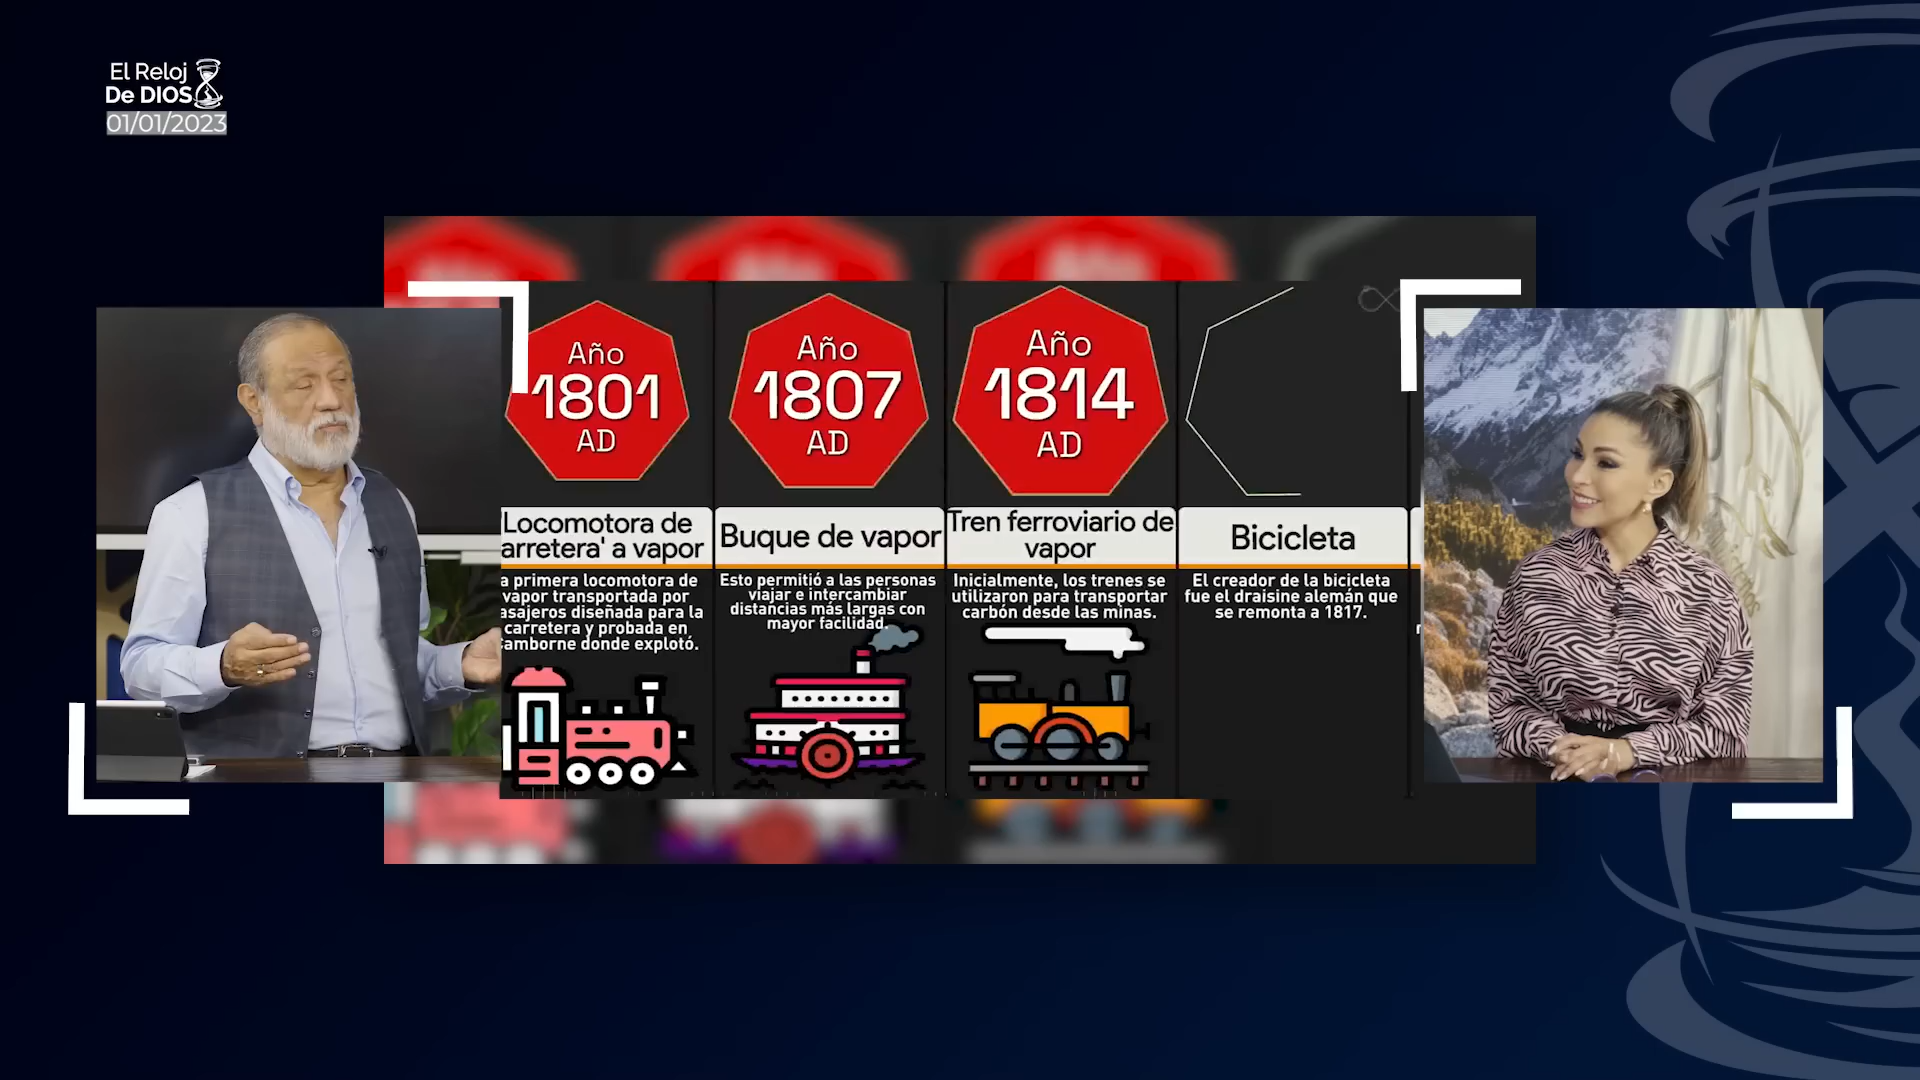 El Reloj
De DIOS
01/01/2023
Año
1801
AD
Locomotora de
arretera' a vapor
a primera locomotora de
vapor transportada por
asajeros diseñada para la
carretera y probada en
amborne donde explotó.
Año
1807
AD
Buque de vapor
Esto permitió a las personas
viajar e intercambiar
distancias más largas con
mayor facilidad.
Año
1814
AD
Tren ferroviario de
vapor
Inicialmente, los trenes se
utilizaron para transportar
carbón desde las minas.
Bicicleta
El creador de la bicicleta
fue el draisine alemán que
se remonta a 1817.